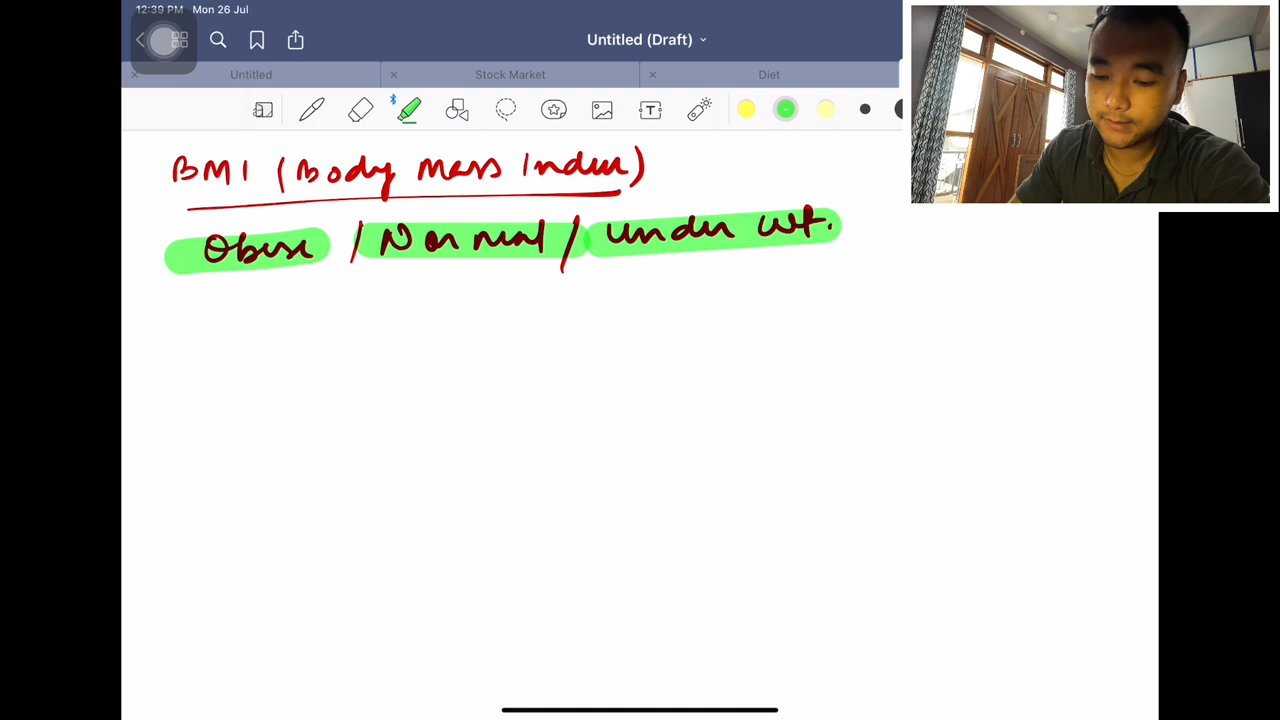 12:39 PM Mon 26 Jul
Untitled (Draft)
Untitled Stock Market Diet
T
BMI (Body Mass Index)
Obese / Normal / Under wt.